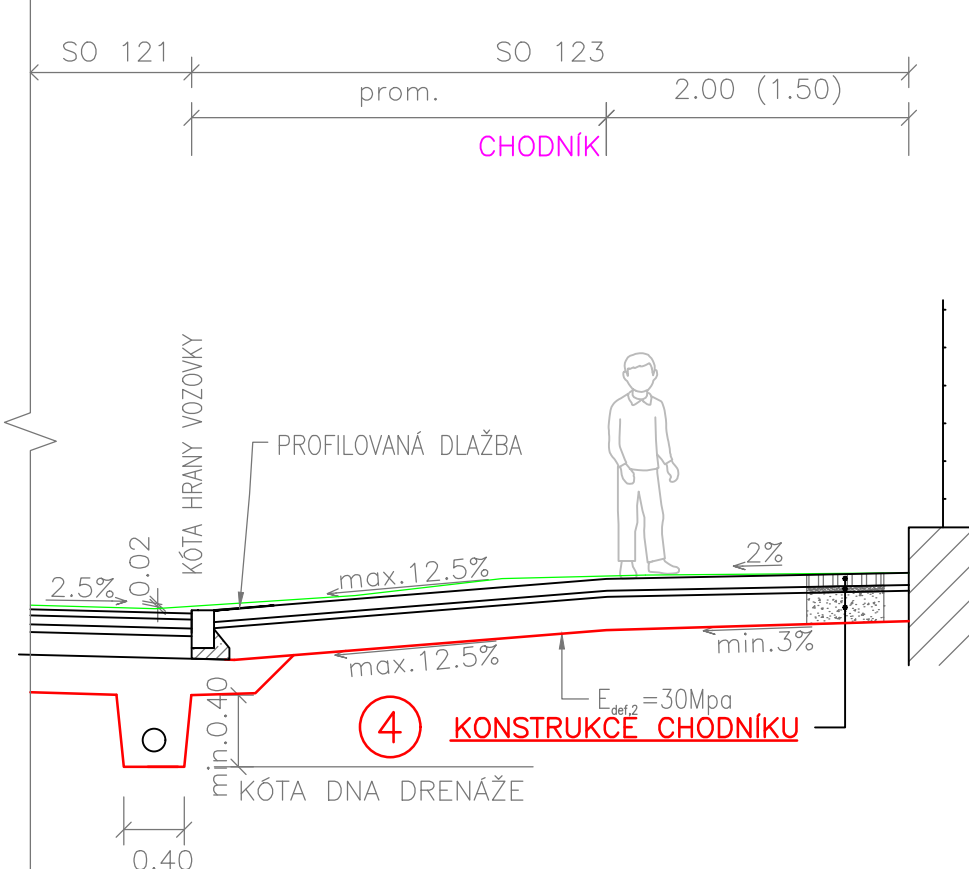 SO 121
SO 123
prom.
2.00 (1.50)
CHODNÍK
KÓTA HRANY VOZOVKY
PROFILOVANÁ DLAŽBA
0.02
2.5%
max.12.5%
2%
max.12.5%
min.3%
E def,2 =30Mpa
4 KONSTRUKCE CHODNÍKU
min.0.40
KÓTA DNA DRENÁŽE
0.40